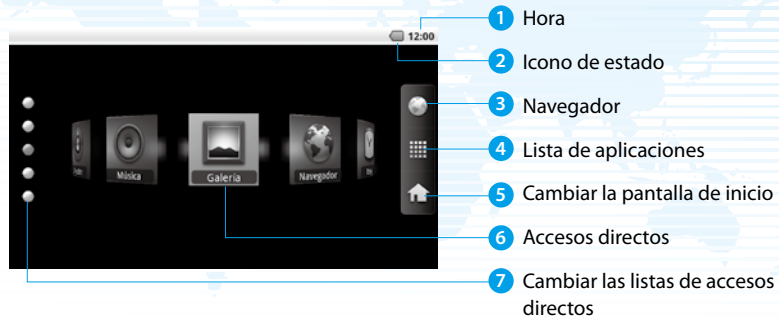 12:00
Música
Galería
Navegador
1 Hora
2 Icono de estado
3 Navegador
4 Lista de aplicaciones
5 Cambiar la pantalla de inicio
6 Accesos directos
7 Cambiar las listas de accesos
directos